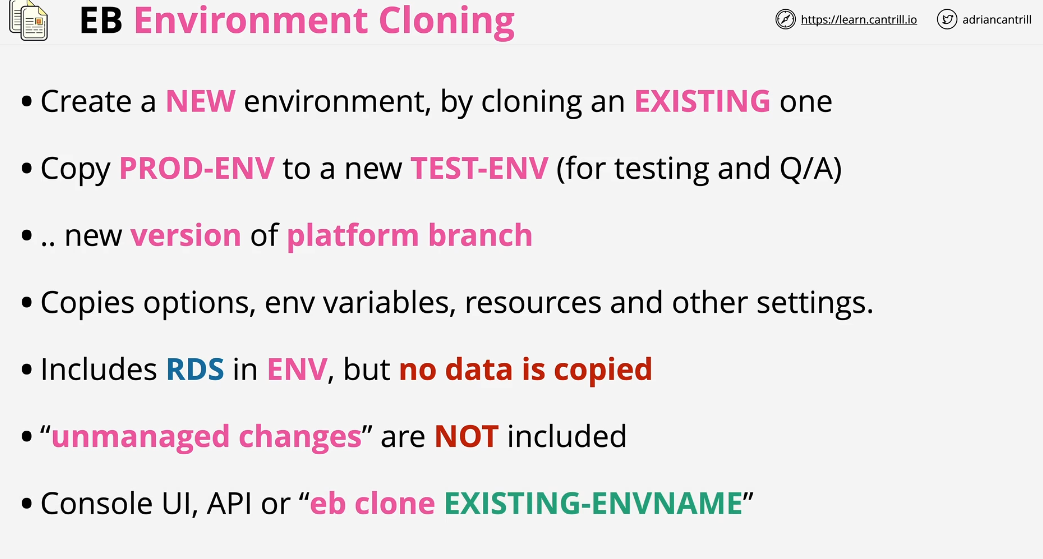 EB Environment Cloning
https://learn.cantrill.io
adriancantrill
• Create a NEW environment, by cloning an EXISTING one
• Copy PROD-ENV to a new TEST-ENV (for testing and Q/A)
• .. new version of platform branch
• Copies options, env variables, resources and other settings.
• Includes RDS in ENV, but no data is copied
• “unmanaged changes” are NOT included
• Console UI, API or “eb clone EXISTING-ENVNAME”